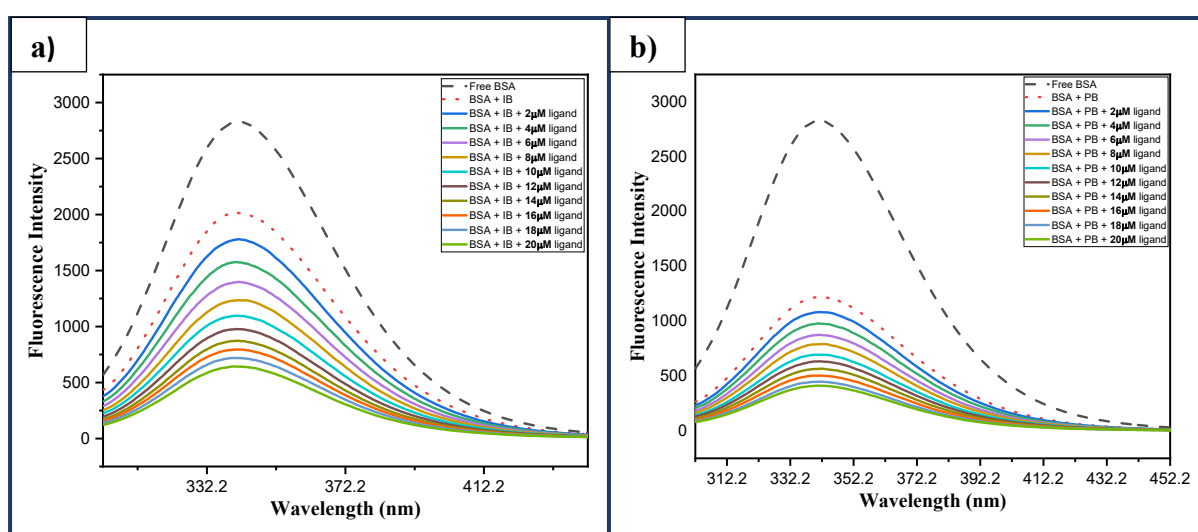 a)
Fluorescence Intensity
3000
2500
2000
1500
1000
500
0
Free BSA
BSA + IB
BSA + IB + 2μM ligand
BSA + IB + 4μM ligand
BSA + IB + 6μM ligand
BSA + IB + 8μM ligand
BSA + IB + 10μM ligand
BSA + IB + 12μM ligand
BSA + IB + 14μM ligand
BSA + IB + 16μM ligand
BSA + IB + 18μM ligand
BSA + IB + 20μM ligand
332.2 372.2 412.2
Wavelength (nm)
b)
Fluorescence Intensity
3000
2500
2000
1500
1000
500
0
Free BSA
BSA + PB
BSA + PB + 2μM ligand
BSA + PB + 4μM ligand
BSA + PB + 6μM ligand
BSA + PB + 8μM ligand
BSA + PB + 10μM ligand
BSA + PB + 12μM ligand
BSA + PB + 14μM ligand
BSA + PB + 16μM ligand
BSA + PB + 18μM ligand
BSA + PB + 20μM ligand
312.2 332.2 352.2 372.2 392.2 412.2 432.2 452.2
Wavelength (nm)